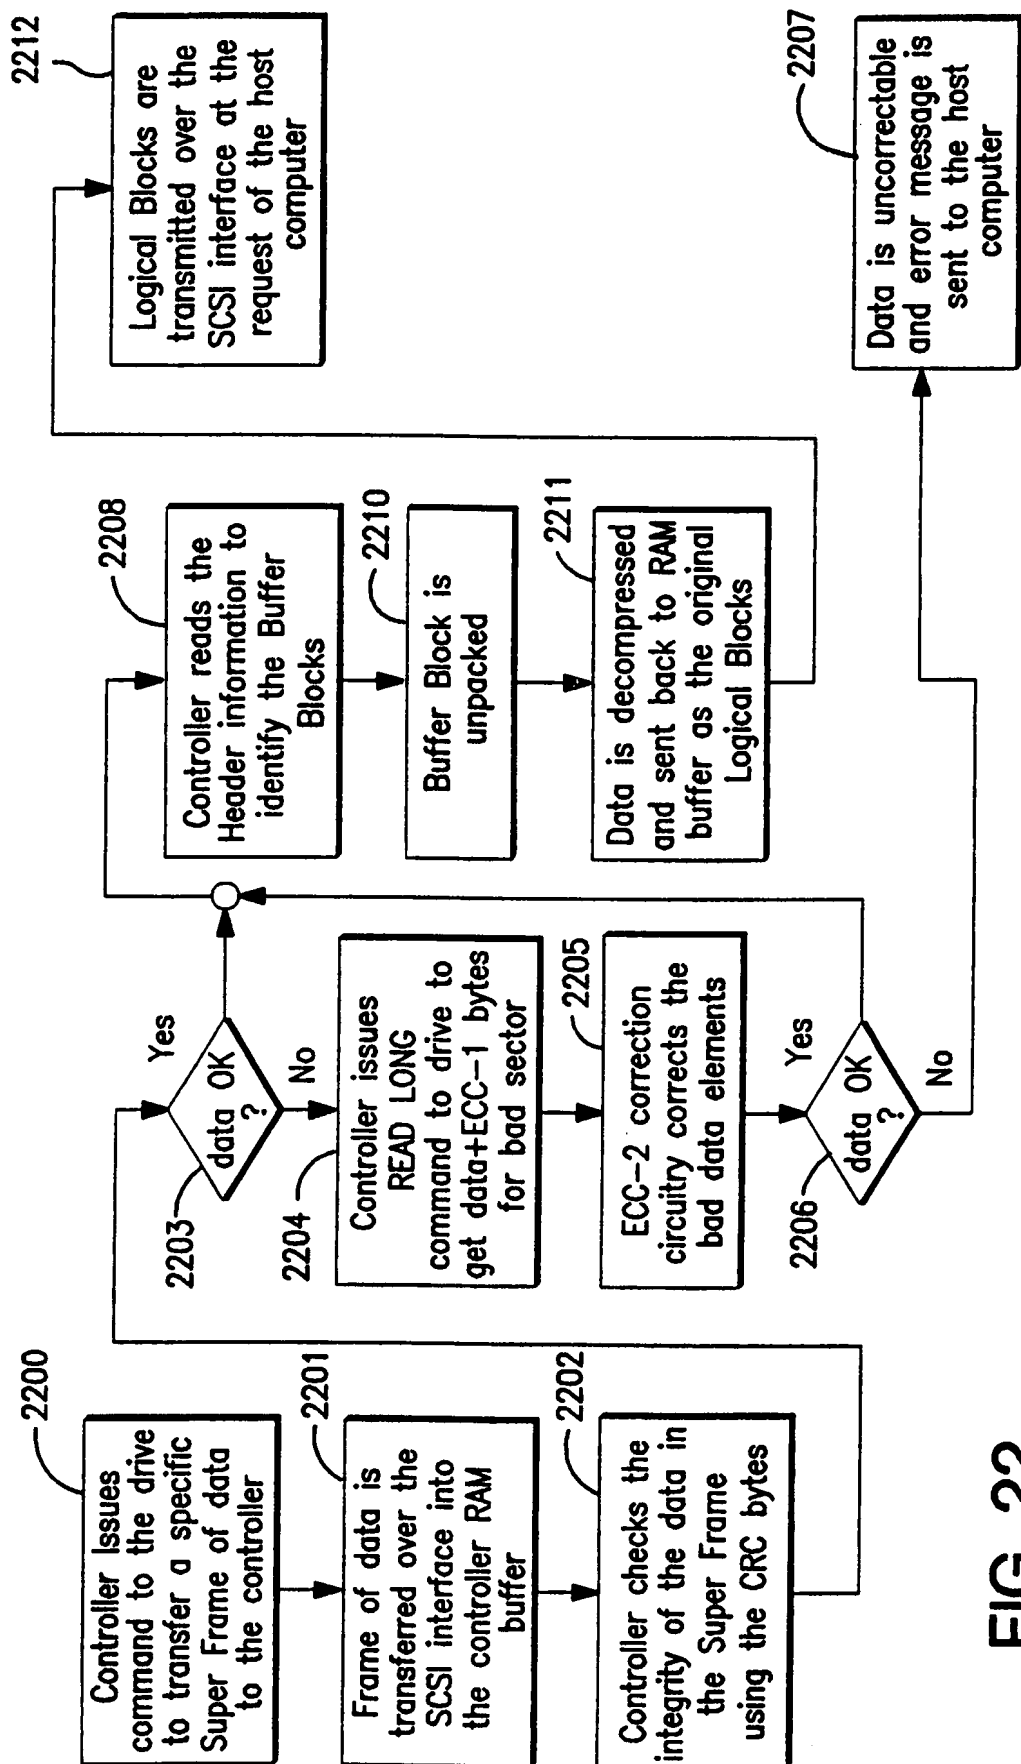 2200
Controller Issues
command to the drive
to transfer a specific
Super Frame of data
to the controller
2201
Frame of data is
transferred over the
SCSI interface into
the controller RAM
buffer
2202
Controller checks the
integrity of the data in
the Super Frame
using the CRC bytes
2203
data OK
?
Yes
No
2204
Controller issues
READ LONG
command to drive to
get data+ECC-1 bytes
for bad sector
2205
ECC-2 correction
circuitry corrects the
bad data elements
2206
data OK
?
Yes
No
2208
Controller reads the
Header information to
identify the Buffer
Blocks
2210
Buffer Block is
unpacked
2211
Data is decompressed
and sent back to RAM
buffer as the original
Logical Blocks
2212
Logical Blocks are
transmitted over the
SCSI interface at the
request of the host
computer
2207
Data is uncorrectable
and error message is
sent to the host
computer
FIG. 22